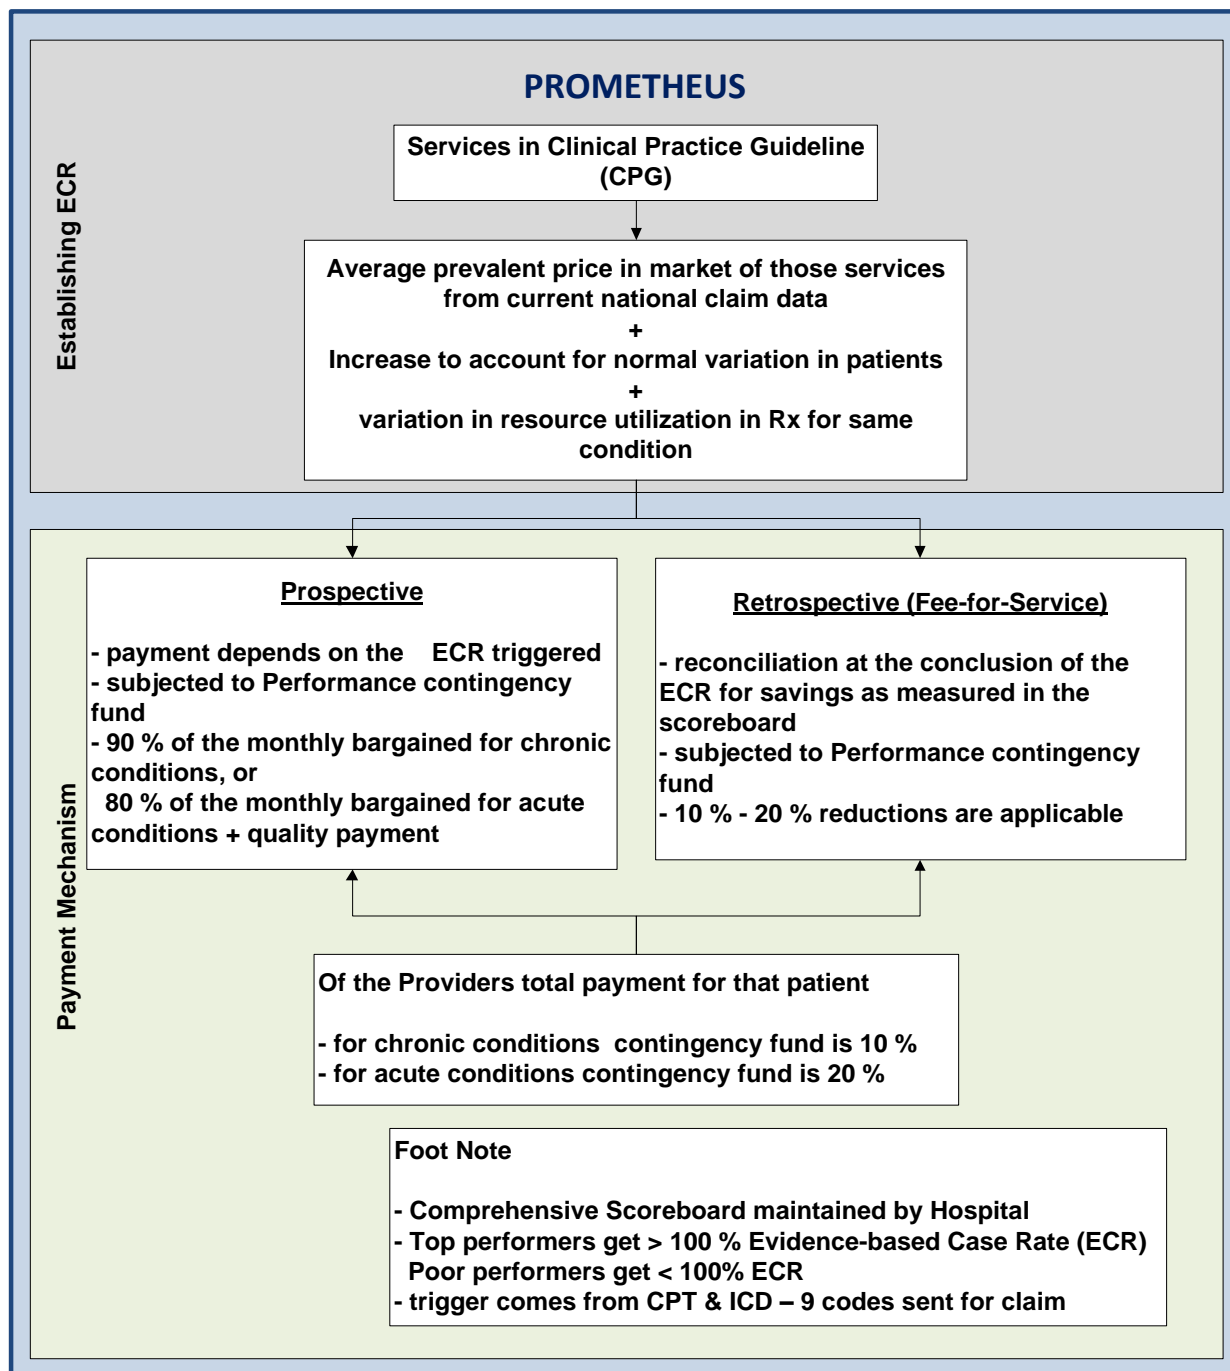 PROMETHEUS
Establishing ECR
Services in Clinical Practice Guideline
(CPG)
Average prevalent price in market of those services
from current national claim data
+
Increase to account for normal variation in patients
+
variation in resource utilization in Rx for same
condition
Payment Mechanism
Prospective
- payment depends on the ECR triggered
- subjected to Performance contingency
fund
- 90 % of the monthly bargained for chronic
conditions, or
80 % of the monthly bargained for acute
conditions + quality payment
Retrospective (Fee-for-Service)
- reconciliation at the conclusion of the
ECR for savings as measured in the
scoreboard
- subjected to Performance contingency
fund
- 10 % - 20 % reductions are applicable
Of the Providers total payment for that patient
- for chronic conditions contingency fund is 10 %
- for acute conditions contingency fund is 20 %
Foot Note
- Comprehensive Scoreboard maintained by Hospital
- Top performers get > 100 % Evidence-based Case Rate (ECR)
Poor performers get < 100% ECR
- trigger comes from CPT & ICD – 9 codes sent for claim